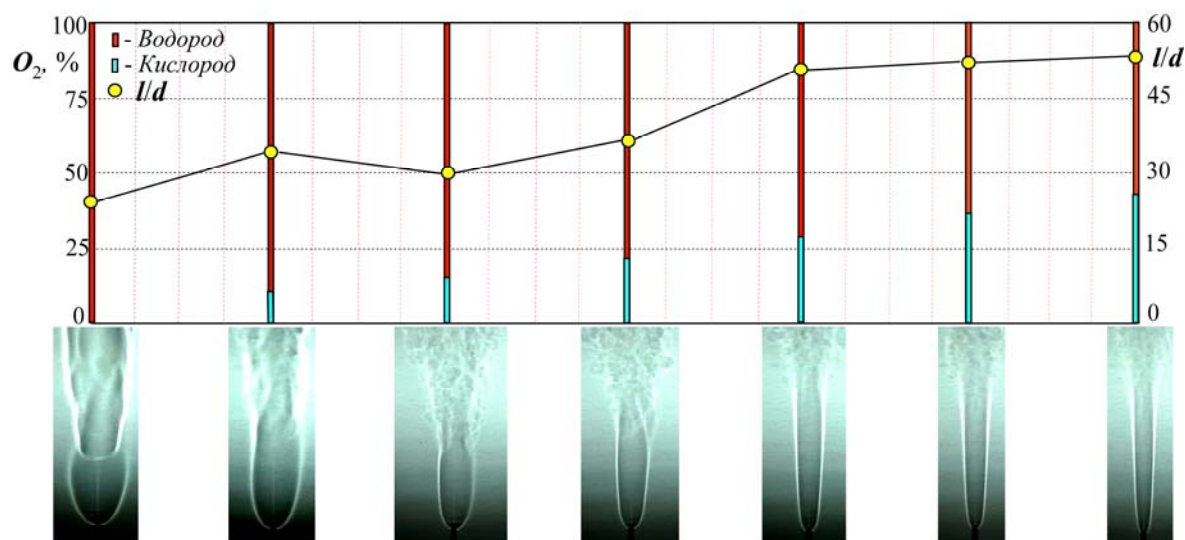 100
O₂, %
75
50
25
0
- Водород
- Кислород
l/d
60
l/d
45
30
15
0